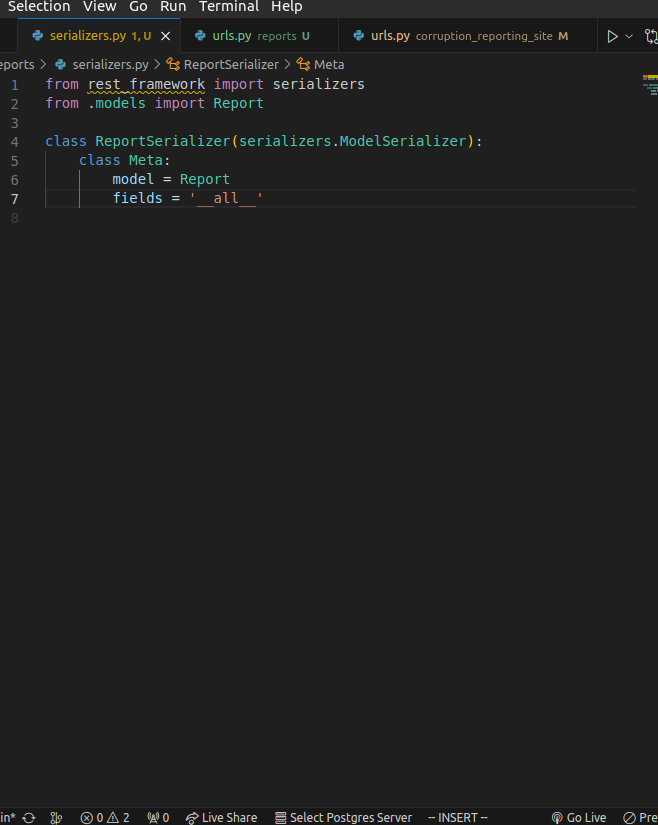 Selection View Go Run Terminal Help
serializers.py 1, U urls.py reports U urls.py corruption_reporting_site M
eports > serializers.py > ReportSerializer > Meta
1 from rest_framework import serializers
2 from .models import Report
3
4 class ReportSerializer(serializers.ModelSerializer):
5 class Meta:
6 model = Report
7 fields = '__all__'
8
in* 0 2 0 Live Share Select Postgres Server -- INSERT -- Go Live Pre